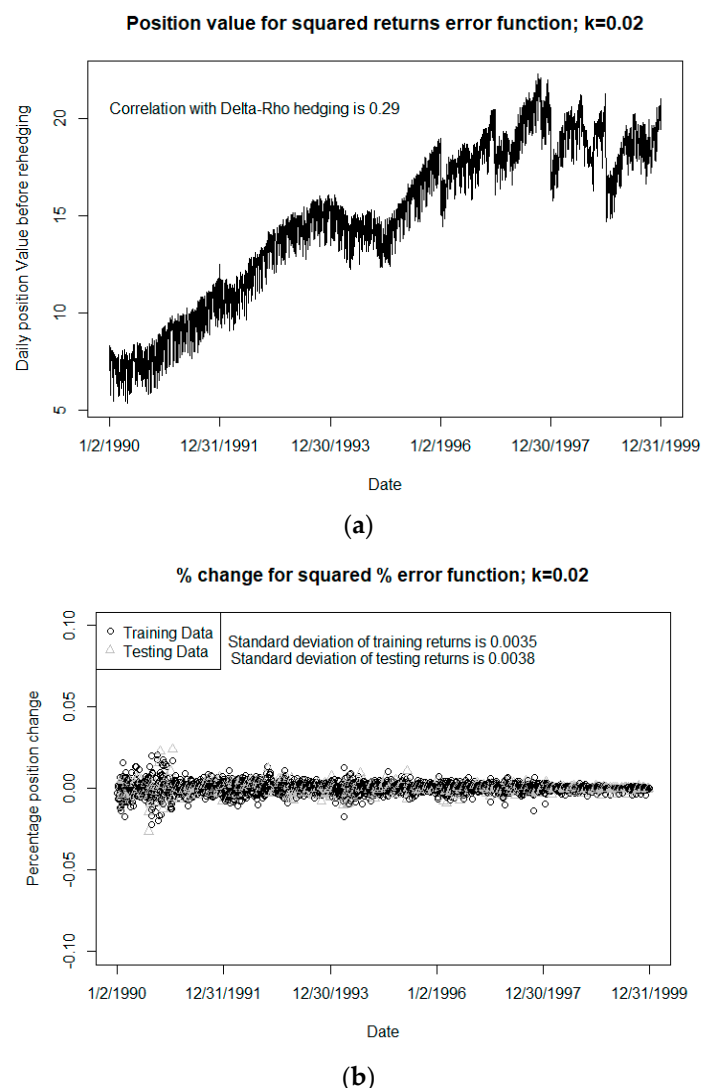 Position value for squared returns error function; k=0.02
Correlation with Delta-Rho hedging is 0.29
Daily position Value before rehedging
20
15
10
5
1/2/1990 12/31/1991 12/30/1993 1/2/1996 12/30/1997 12/31/1999
Date
(a)
% change for squared % error function; k=0.02
Training Data
Testing Data
Standard deviation of training returns is 0.0035
Standard deviation of testing returns is 0.0038
Percentage position change
0.10
0.05
0.00
-0.05
-0.10
1/2/1990 12/31/1991 12/30/1993 1/2/1996 12/30/1997 12/31/1999
Date
(b)